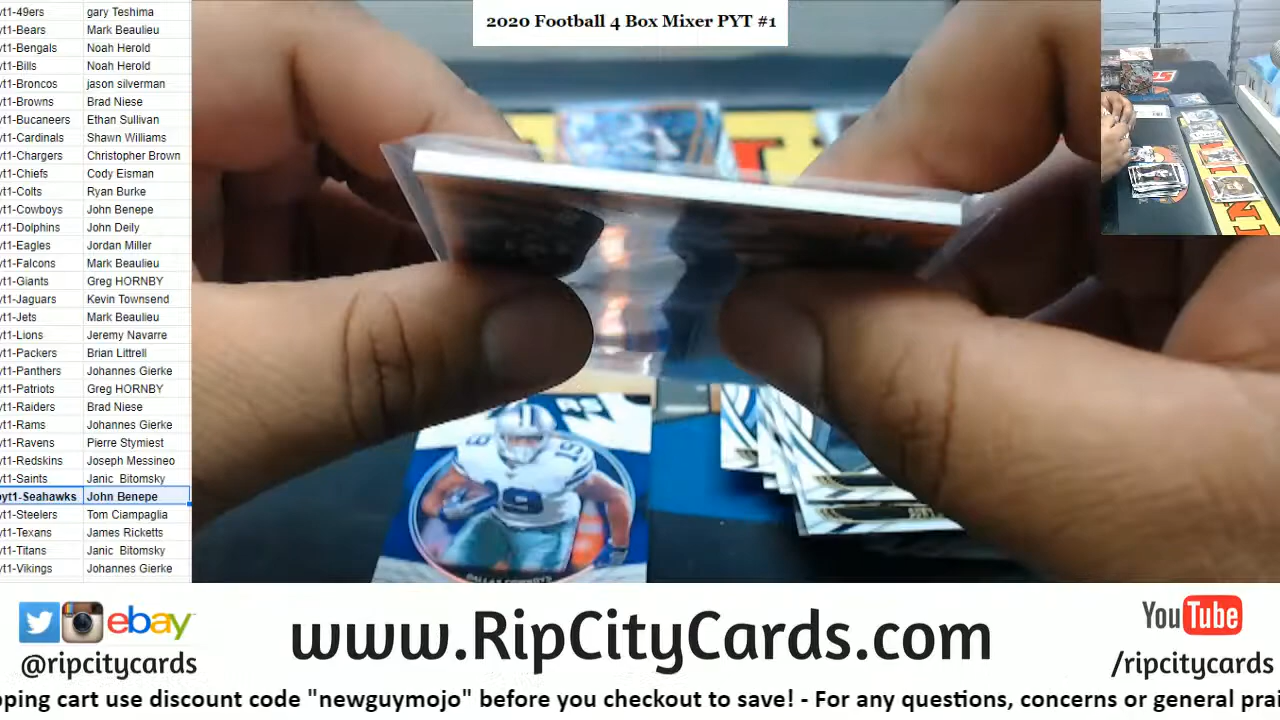 2020 Football 4 Box Mixer PYT #1
yt1-49ers gary Teshima
yt1-Bears Mark Beaulieu
yt1-Bengals Noah Herold
yt1-Bills Noah Herold
yt1-Broncos jason silverman
yt1-Browns Brad Niese
yt1-Bucaneers Ethan Sullivan
yt1-Cardinals Shawn Williams
yt1-Chargers Christopher Brown
yt1-Chiefs Cody Eisman
yt1-Colts Ryan Burke
yt1-Cowboys John Benepe
yt1-Dolphins John Deily
yt1-Eagles Jordan Miller
yt1-Falcons Mark Beaulieu
yt1-Giants Greg HORNBY
yt1-Jaguars Kevin Townsend
yt1-Jets Mark Beaulieu
yt1-Lions Jeremy Navarre
yt1-Packers Brian Littrell
yt1-Panthers Johannes Gierke
yt1-Patriots Greg HORNBY
yt1-Raiders Brad Niese
yt1-Rams Johannes Gierke
yt1-Ravens Pierre Stymiest
yt1-Redskins Joseph Messineo
yt1-Saints Janic Bitomsky
pyt1-Seahawks John Benepe
yt1-Steelers Tom Ciampaglia
yt1-Texans James Ricketts
yt1-Titans Janic Bitomsky
yt1-Vikings Johannes Gierke
19
DALLAS COWBOYS
ebay
@ripcitycards
www.RipCityCards.com
YouTube
/ripcitycards
pping cart use discount code "newguymojo" before you checkout to save! - For any questions, concerns or general prai